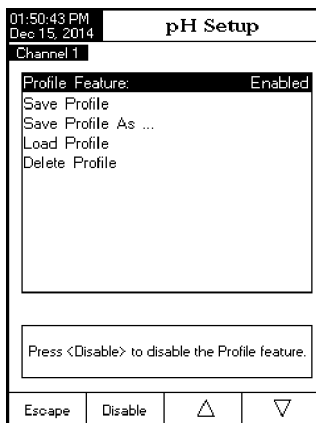 01:50:43 PM
Dec 15, 2014
pH Setup
Channel 1
Profile Feature: Enabled
Save Profile
Save Profile As ...
Load Profile
Delete Profile
Press <Disable> to disable the Profile feature.
Escape Disable △ ▽